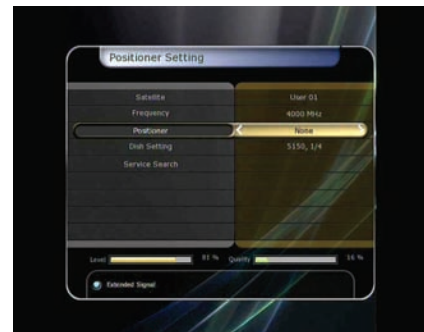 Positioner Setting
Satellite User 01
Frequency 4000 MHz
Positioner None
Dish Setting 5150, 1/4
Service Search
Level 81 % Quality 16 %
Extended Signal